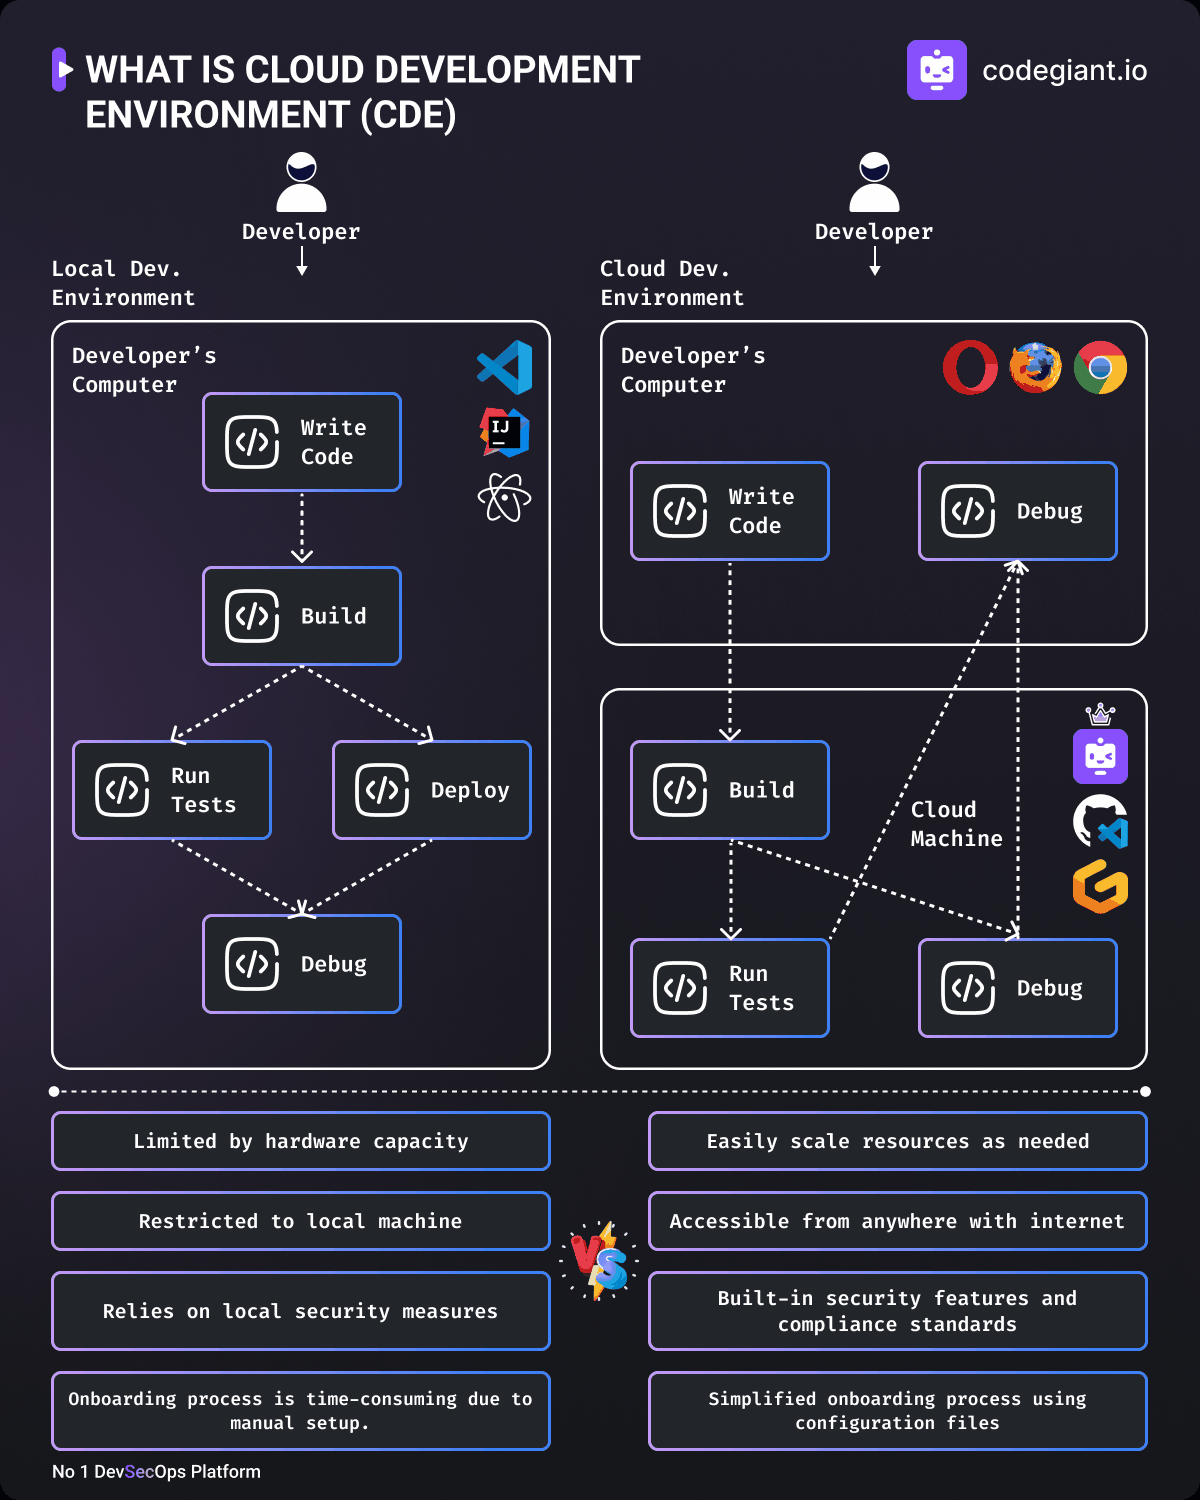 WHAT IS CLOUD DEVELOPMENT
ENVIRONMENT (CDE)
codegiant.io
Developer
Local Dev.
Environment
Developer's
Computer
IJ
Write
Code
Build
Run
Tests
Deploy
Debug
Developer
Cloud Dev.
Environment
Developer's
Computer
Write
Code
Debug
Build
Cloud
Machine
Run
Tests
Debug
Limited by hardware capacity
Restricted to local machine
Relies on local security measures
Onboarding process is time-consuming due to
manual setup.
VS
Easily scale resources as needed
Accessible from anywhere with internet
Built-in security features and
compliance standards
Simplified onboarding process using
configuration files
No 1 DevSecOps Platform